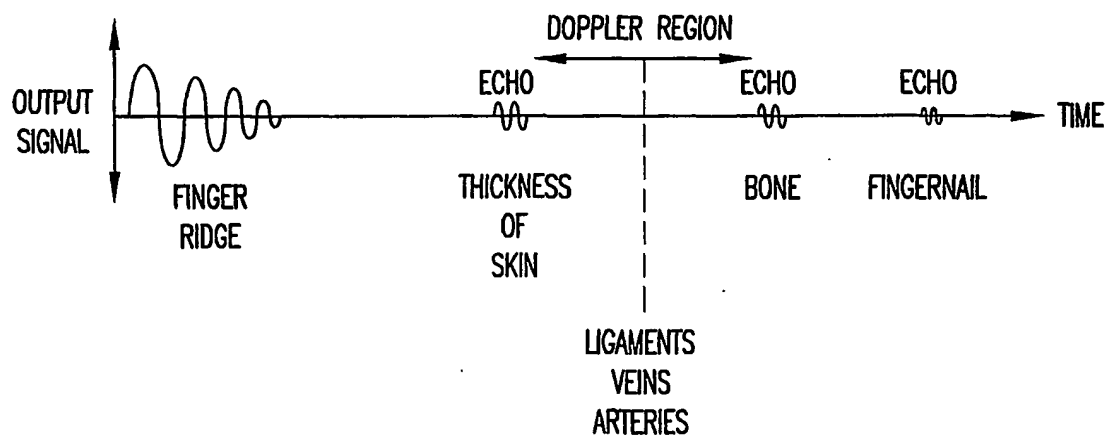 DOPPLER REGION
OUTPUT
SIGNAL
ECHO
ECHO
ECHO
TIME
FINGER
RIDGE
THICKNESS
OF
SKIN
BONE
FINGERNAIL
LIGAMENTS
VEINS
ARTERIES